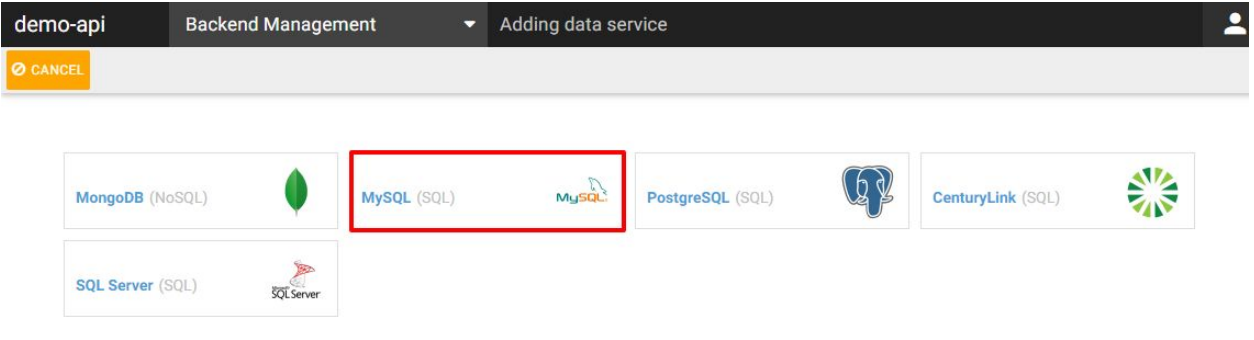 demo-api Backend Management Adding data service
CANCEL
MongoDB (NoSQL)
MySQL (SQL) MySQL
PostgreSQL (SQL)
CenturyLink (SQL)
SQL Server (SQL) Microsoft SQL Server